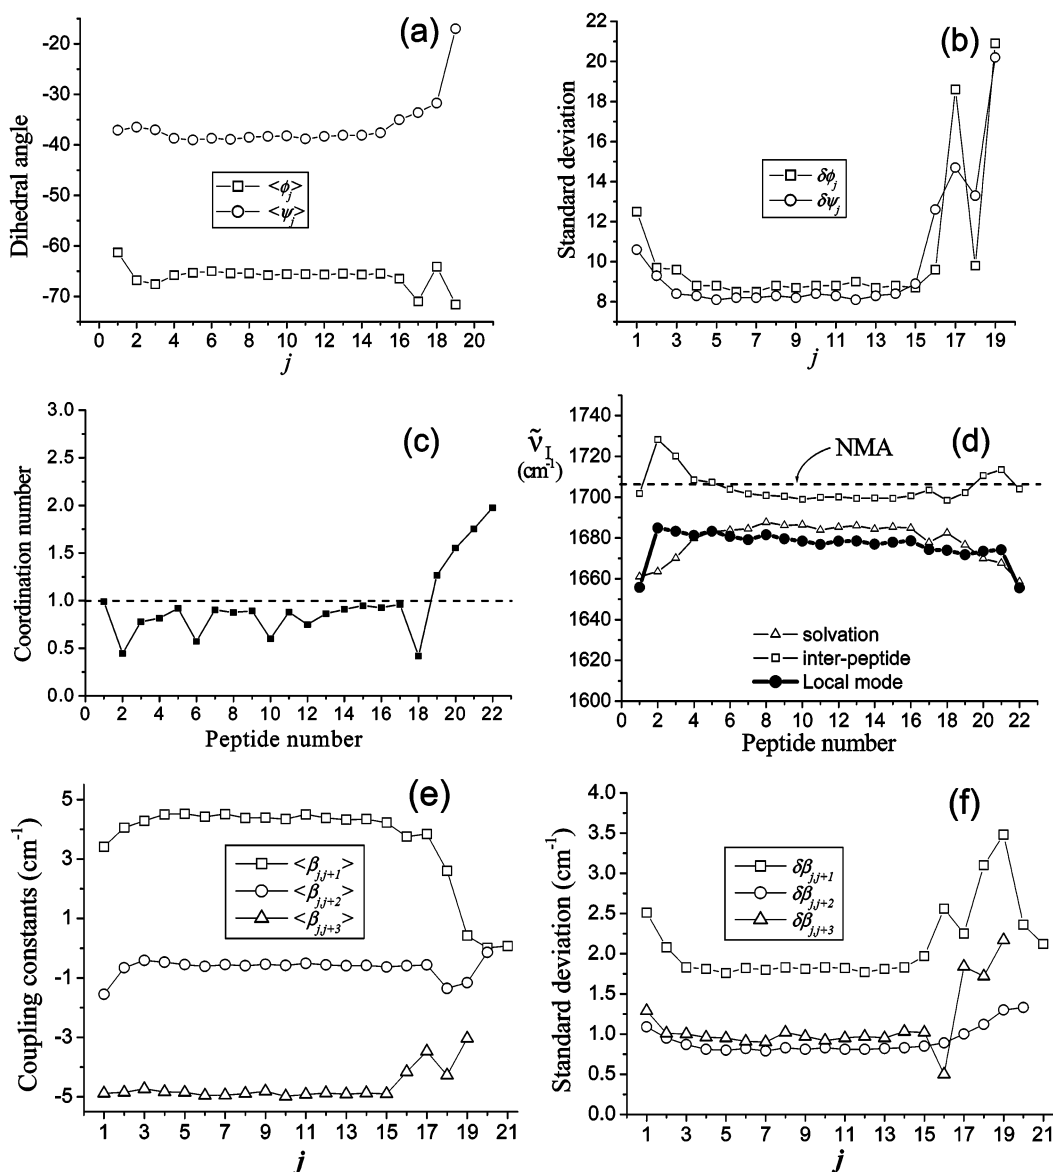 (a)
Dihedral angle
-20
-30
-40
-50
-60
-70
<ϕj>
<ψj>
0 2 4 6 8 10 12 14 16 18 20
j
(b)
Standard deviation
22
20
18
16
14
12
10
8
δϕj
δψj
1 3 5 7 9 11 13 15 17 19
j
(c)
Coordination number
3.0
2.5
2.0
1.5
1.0
0.5
0.0
0 2 4 6 8 10 12 14 16 18 20 22
Peptide number
(d)
ν̃I
(cm-1)
1740
1720
1700
1680
1660
1640
1620
1600
NMA
solvation
inter-peptide
Local mode
0 2 4 6 8 10 12 14 16 18 20 22
Peptide number
(e)
Coupling constants (cm-1)
5
3
1
-1
-3
-5
<βj,j+1>
<βj,j+2>
<βj,j+3>
1 3 5 7 9 11 13 15 17 19 21
j
(f)
Standard deviation (cm-1)
4.0
3.5
3.0
2.5
2.0
1.5
1.0
0.5
0.0
δβj,j+1
δβj,j+2
δβj,j+3
1 3 5 7 9 11 13 15 17 19 21
j